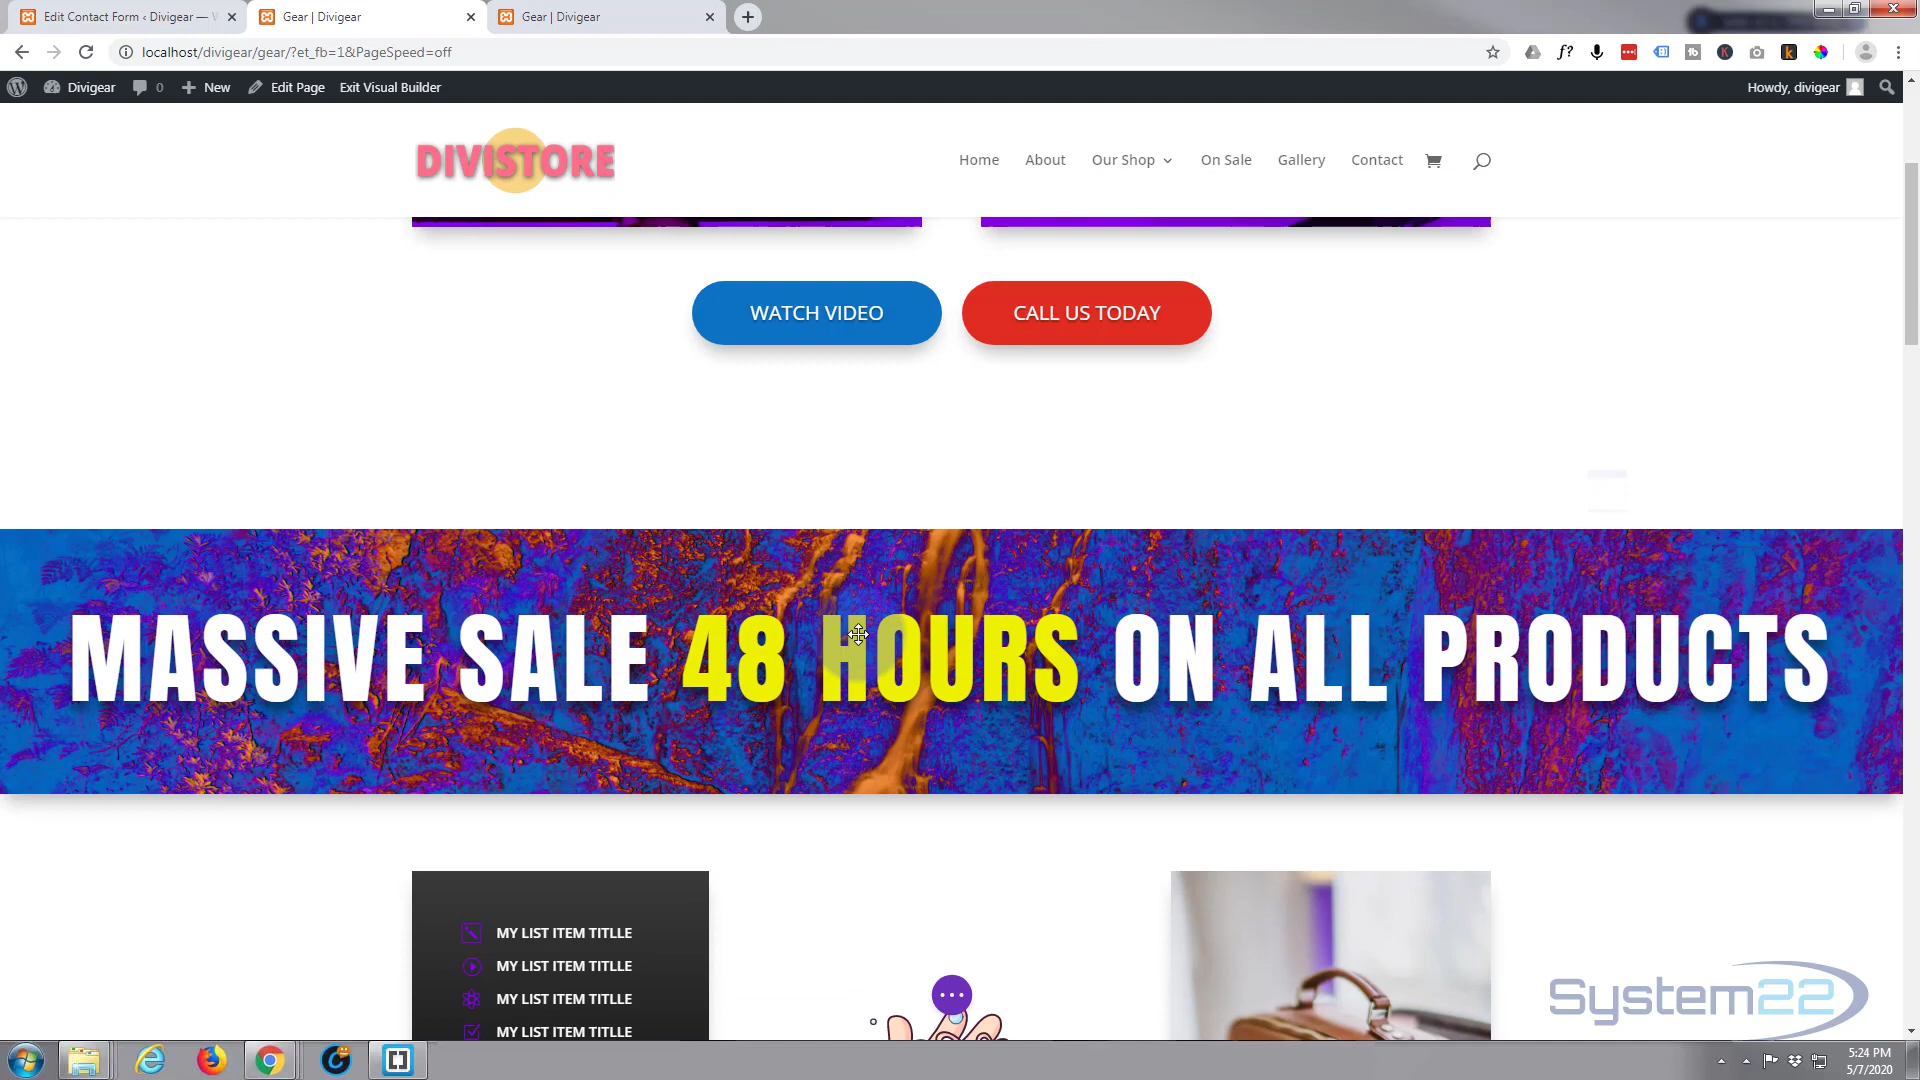 Edit Contact Form ‹ Divigear —
Gear | Divigear
Gear | Divigear
localhost/divigear/gear/?et_fb=1&PageSpeed=off
Divigear
0
New
Edit Page
Exit Visual Builder
Howdy, divigear
DIVISTORE
Home
About
Our Shop
On Sale
Gallery
Contact
WATCH VIDEO
CALL US TODAY
MASSIVE SALE 48 HOURS ON ALL PRODUCTS
MY LIST ITEM TITLLE
MY LIST ITEM TITLLE
MY LIST ITEM TITLLE
MY LIST ITEM TITLLE
System22
5:24 PM
5/7/2020